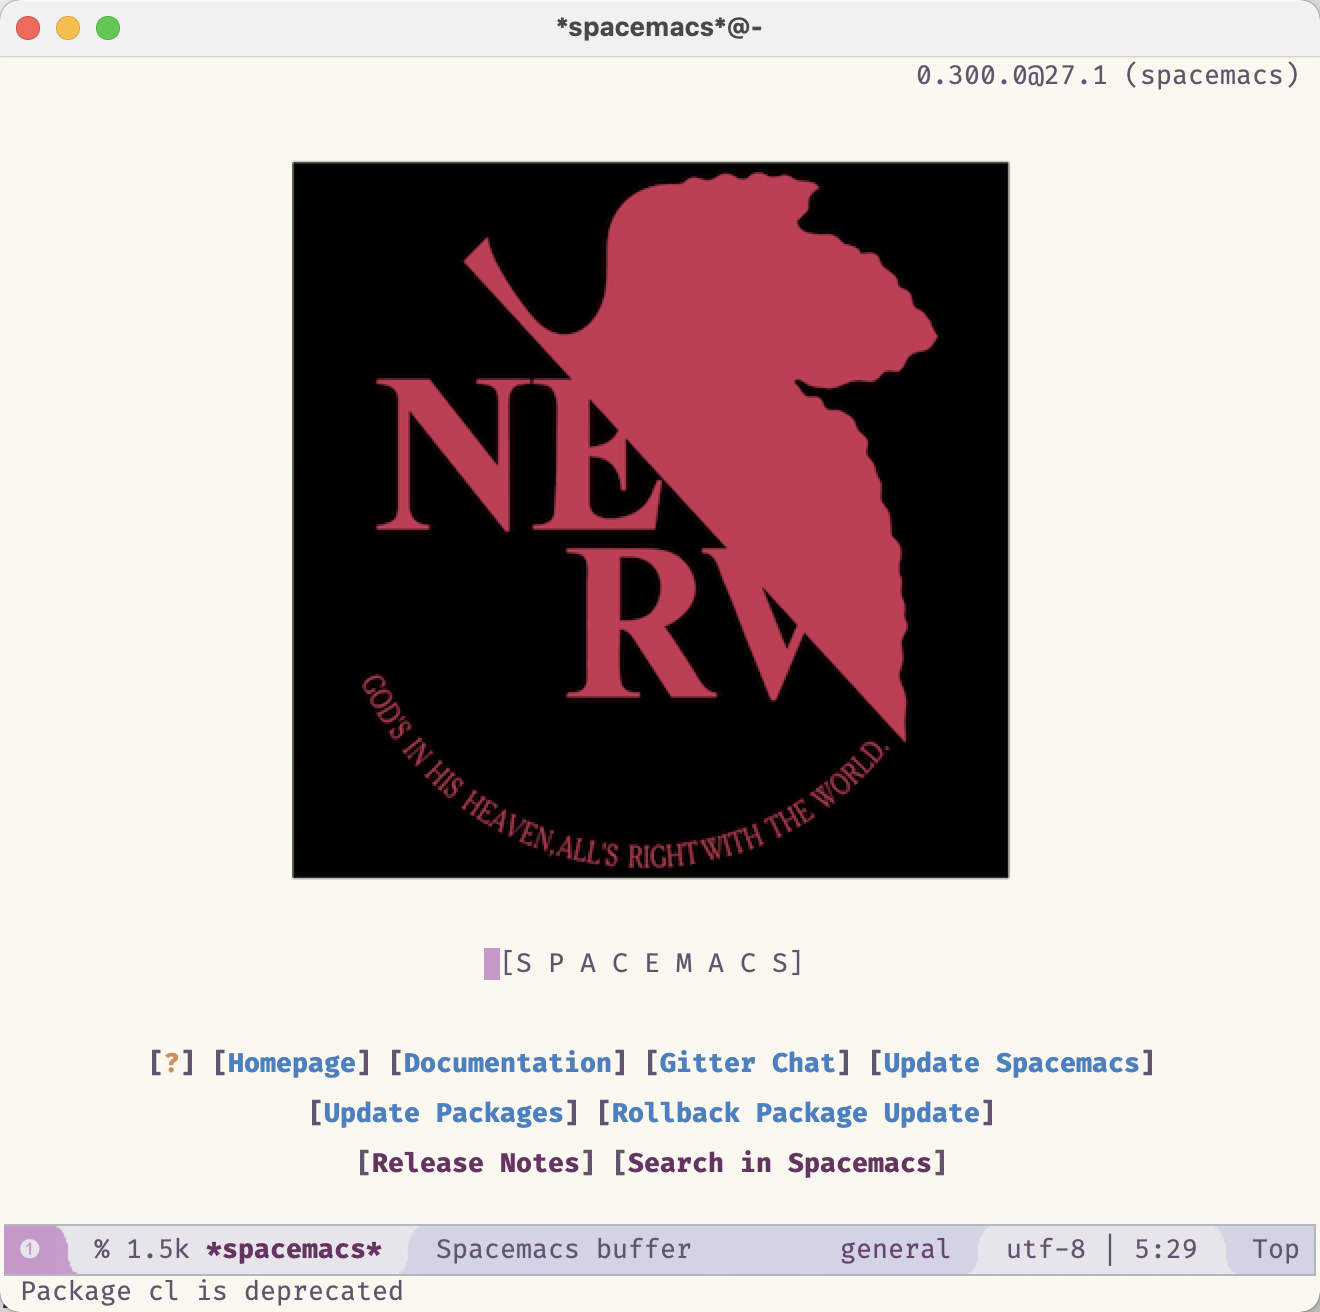 *spacemacs*@-
0.300.0@27.1 (spacemacs)
NE
RV
GOD'S IN HIS HEAVEN,ALL'S RIGHT WITH THE WORLD.
[S P A C E M A C S]
[?] [Homepage] [Documentation] [Gitter Chat] [Update Spacemacs]
[Update Packages] [Rollback Package Update]
[Release Notes] [Search in Spacemacs]
1 % 1.5k *spacemacs* Spacemacs buffer general utf-8 | 5:29 Top
Package cl is deprecated